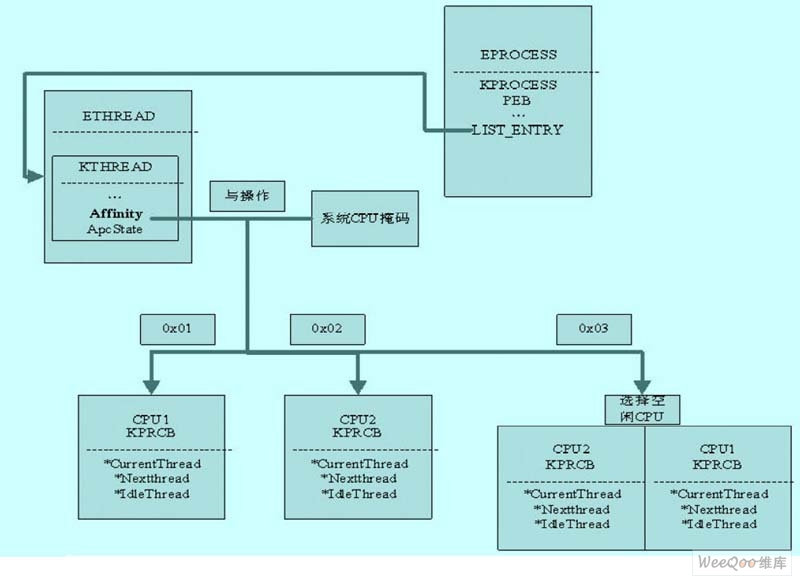 EPROCESS
KPROCESS
PEB
...
LIST_ENTRY
ETHREAD
KTHREAD
...
Affinity
ApcState
与操作
系统CPU掩码
0x01
0x02
0x03
CPU1
KPRCB
*CurrentThread
*Nextthread
*IdleThread
CPU2
KPRCB
*CurrentThread
*Nextthread
*IdleThread
选择空
闲CPU
CPU2
KPRCB
*CurrentThread
*Nextthread
*IdleThread
CPU1
KPRCB
*CurrentThread
*Nextthread
*IdleThread
WeeQoo维库